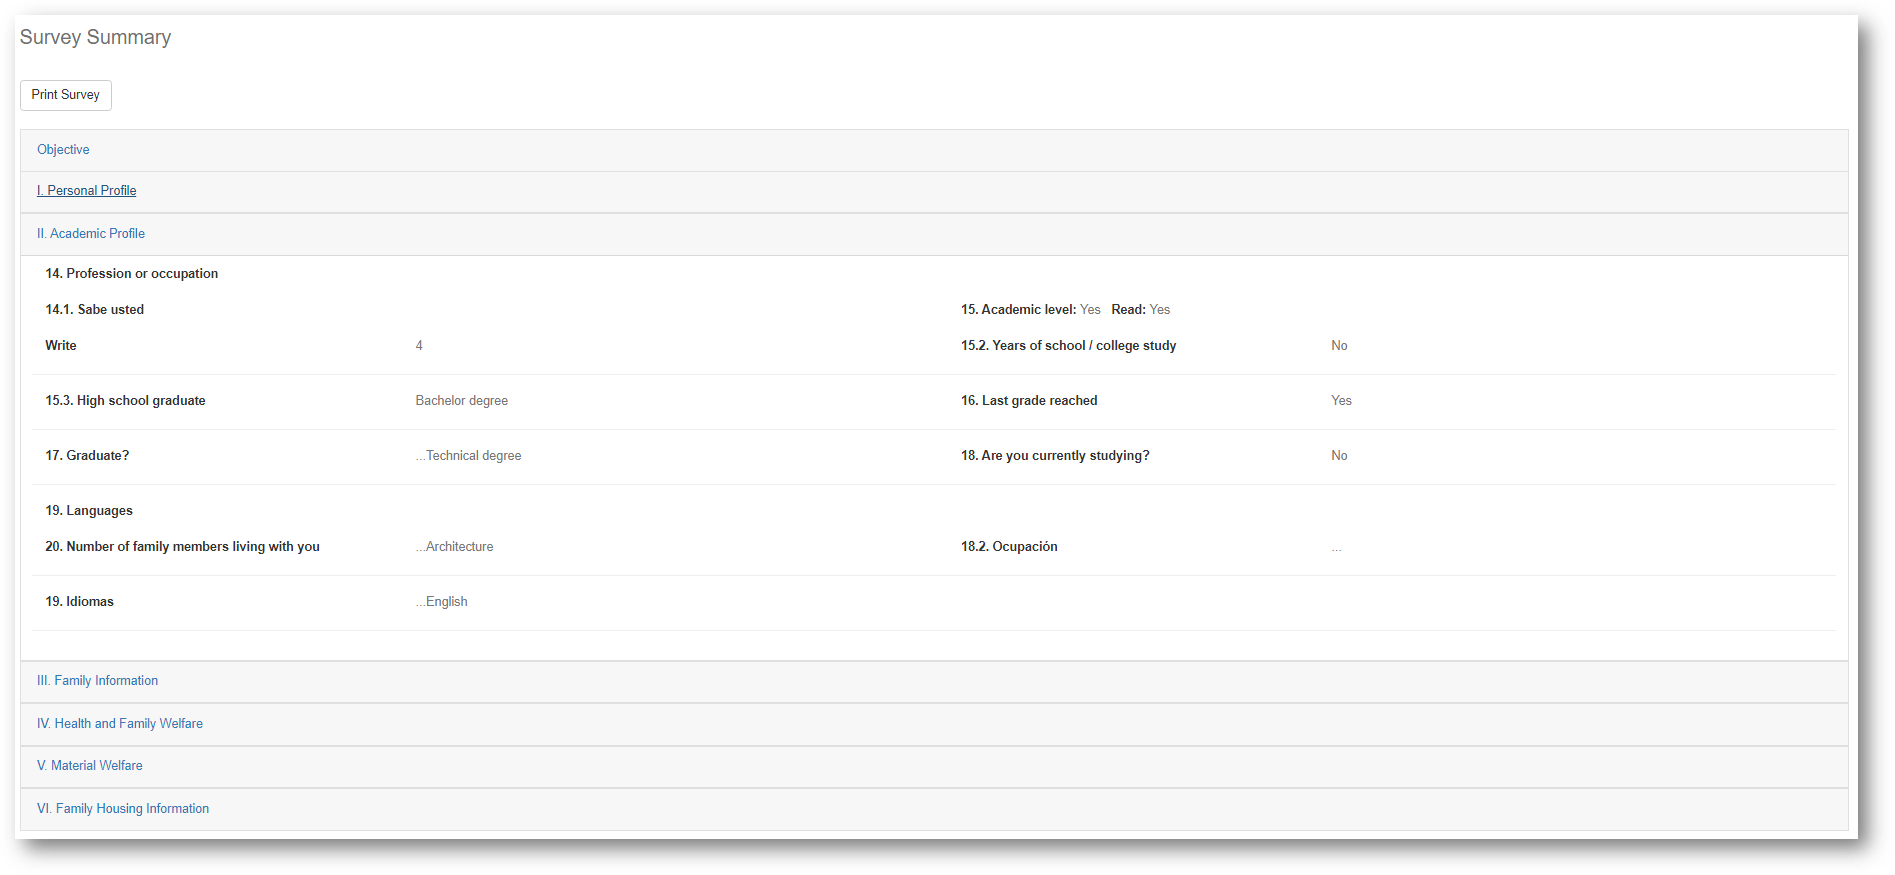 Survey Summary
Print Survey
Objective
I. Personal Profile
II. Academic Profile
14. Profession or occupation
14.1. Sabe usted 15. Academic level: Yes Read: Yes
Write 4 15.2. Years of school / college study No
15.3. High school graduate Bachelor degree 16. Last grade reached Yes
17. Graduate? ...Technical degree 18. Are you currently studying? No
19. Languages
20. Number of family members living with you ...Architecture 18.2. Ocupación ...
19. Idiomas ...English
III. Family Information
IV. Health and Family Welfare
V. Material Welfare
VI. Family Housing Information